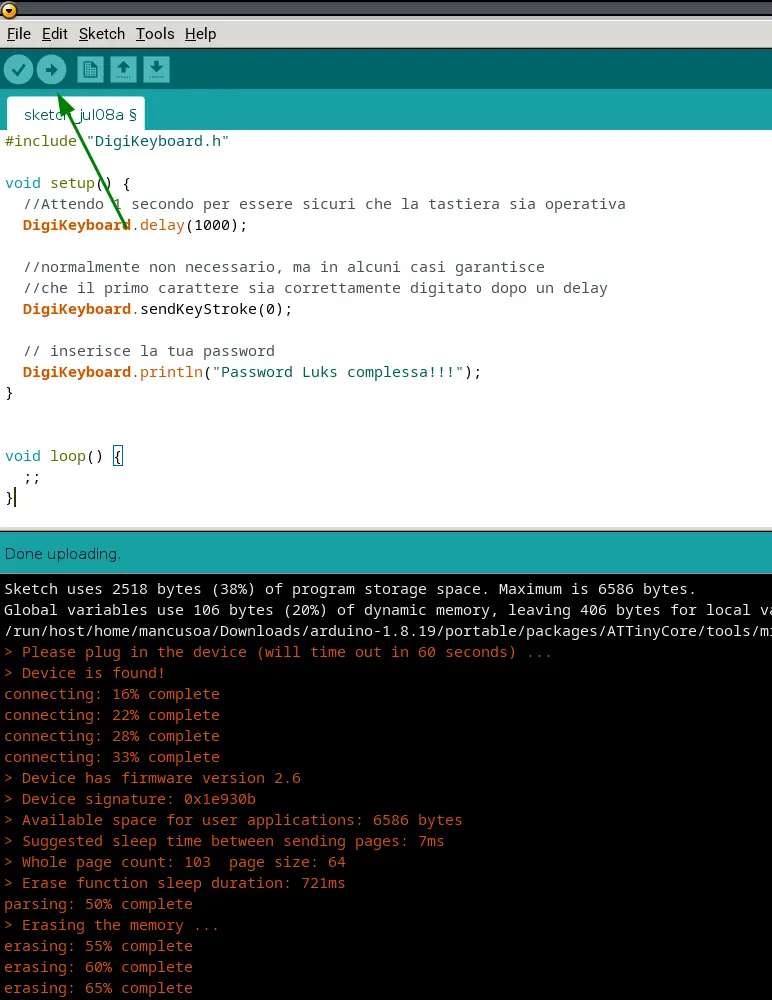 File Edit Sketch Tools Help
sketch_jul08a §
#include "DigiKeyboard.h"
void setup() {
//Attendo 1 secondo per essere sicuri che la tastiera sia operativa
DigiKeyboard.delay(1000);
//normalmente non necessario, ma in alcuni casi garantisce
//che il primo carattere sia correttamente digitato dopo un delay
DigiKeyboard.sendKeyStroke(0);
// inserisce la tua password
DigiKeyboard.println("Password Luks complessa!!!");
}
void loop() {
;;
}
Done uploading.
Sketch uses 2518 bytes (38%) of program storage space. Maximum is 6586 bytes.
Global variables use 106 bytes (20%) of dynamic memory, leaving 406 bytes for local
/run/host/home/mancusoa/Downloads/arduino-1.8.19/portable/packages/ATTinyCore/tools/
> Please plug in the device (will time out in 60 seconds) ...
> Device is found!
connecting: 16% complete
connecting: 22% complete
connecting: 28% complete
connecting: 33% complete
> Device has firmware version 2.6
> Device signature: 0x1e930b
> Available space for user applications: 6586 bytes
> Suggested sleep time between sending pages: 7ms
> Whole page count: 103  page size: 64
> Erase function sleep duration: 721ms
parsing: 50% complete
> Erasing the memory ...
erasing: 55% complete
erasing: 60% complete
erasing: 65% complete